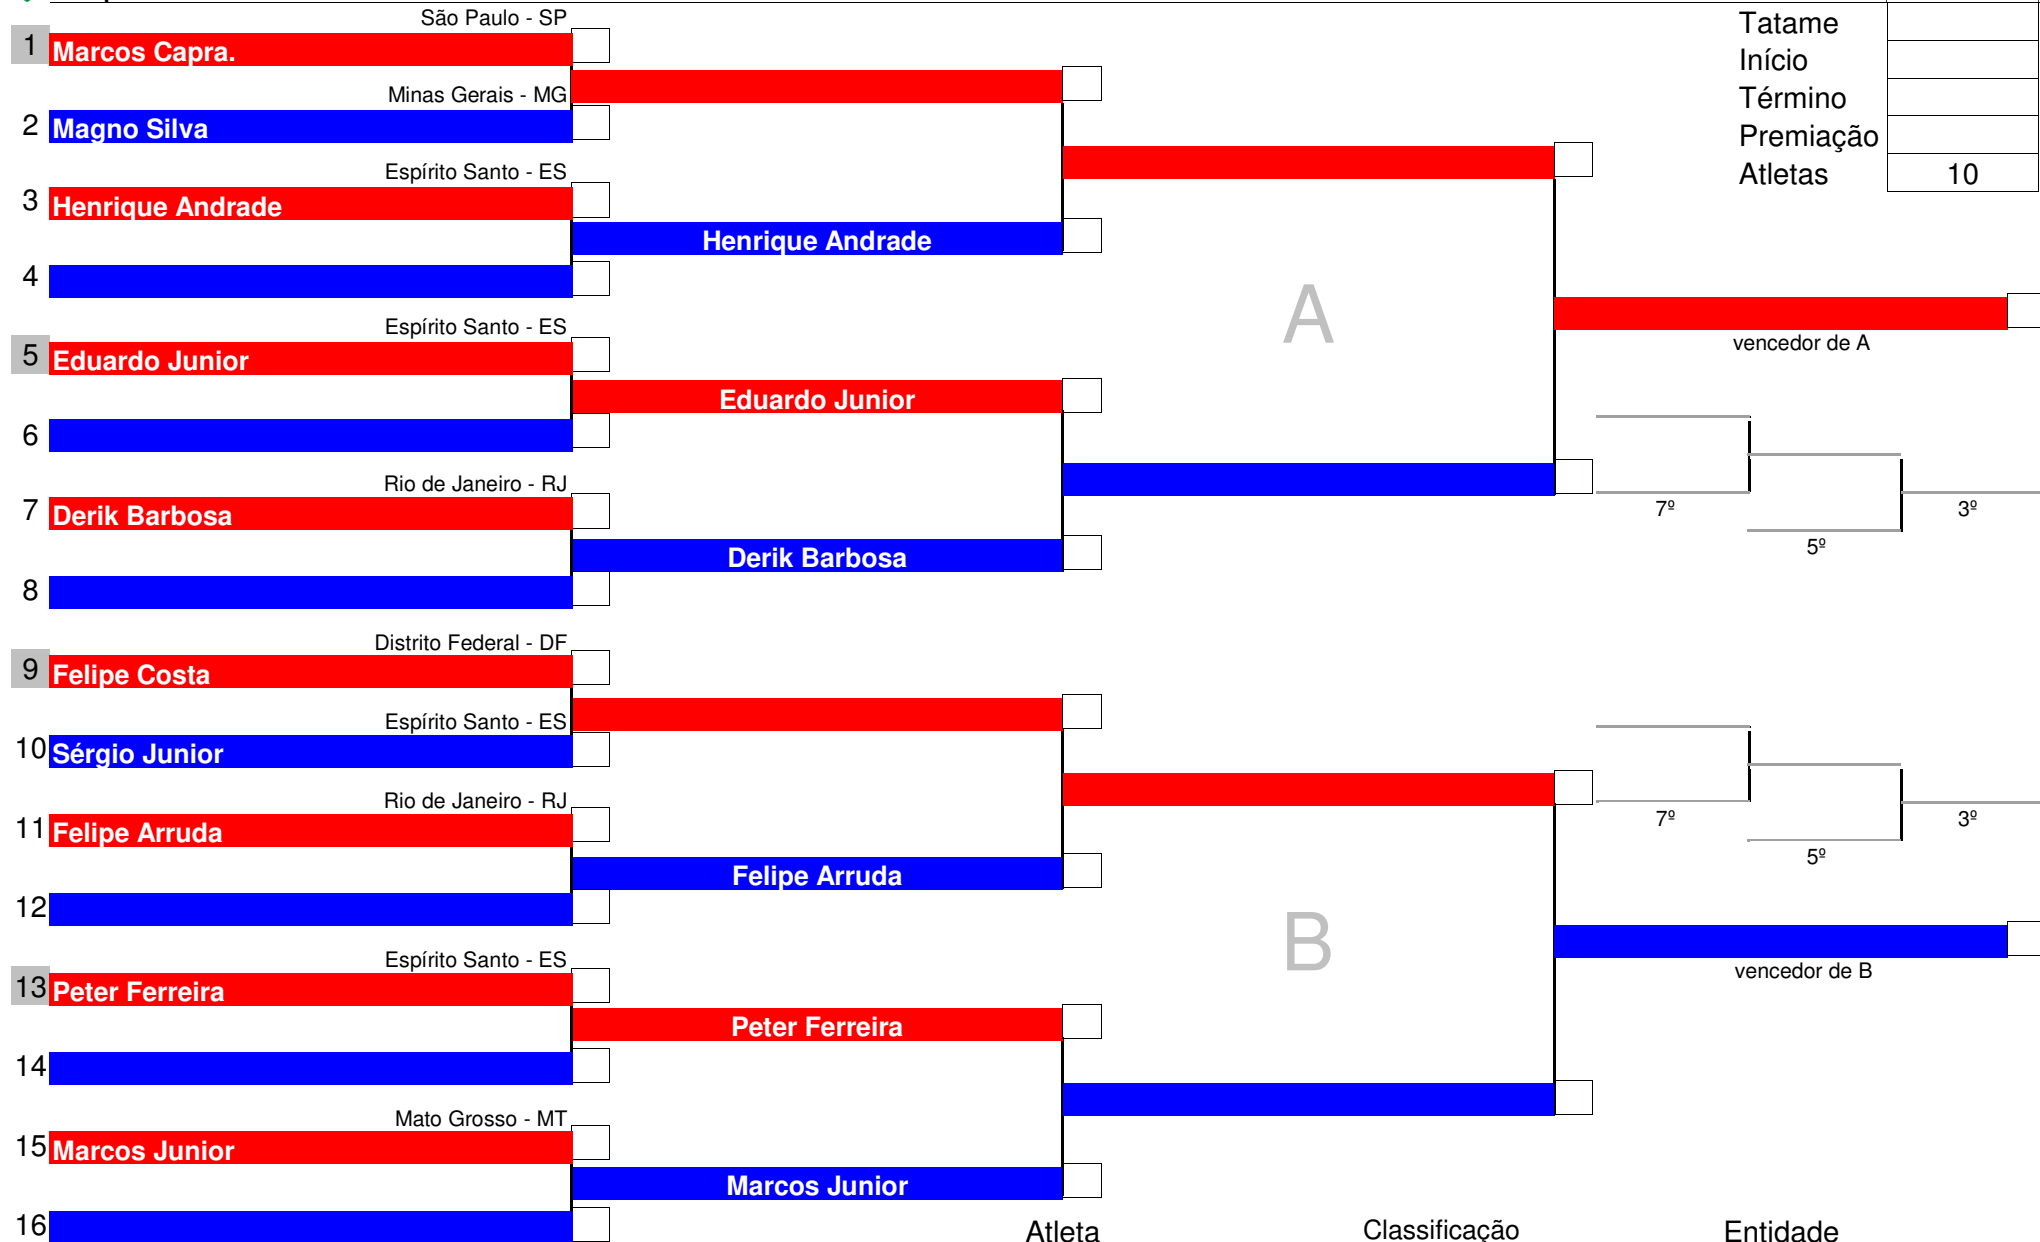 São Paulo - SP
Tatame
1 Marcos Capra.
Início
Minas Gerais - MG
Término
2 Magno Silva
Premiação
Espírito Santo - ES
Atletas 10
3 Henrique Andrade
Henrique Andrade
4
A
Espírito Santo - ES
vencedor de A
5 Eduardo Junior
Eduardo Junior
6
Rio de Janeiro - RJ
7 Derik Barbosa
7º 3º
5º
Derik Barbosa
8
Distrito Federal - DF
9 Felipe Costa
Espírito Santo - ES
10 Sérgio Junior
Rio de Janeiro - RJ
7º 3º
11 Felipe Arruda
5º
Felipe Arruda
12
B
Espírito Santo - ES
vencedor de B
13 Peter Ferreira
Peter Ferreira
14
Mato Grosso - MT
15 Marcos Junior
Marcos Junior
16
Atleta Classificação Entidade